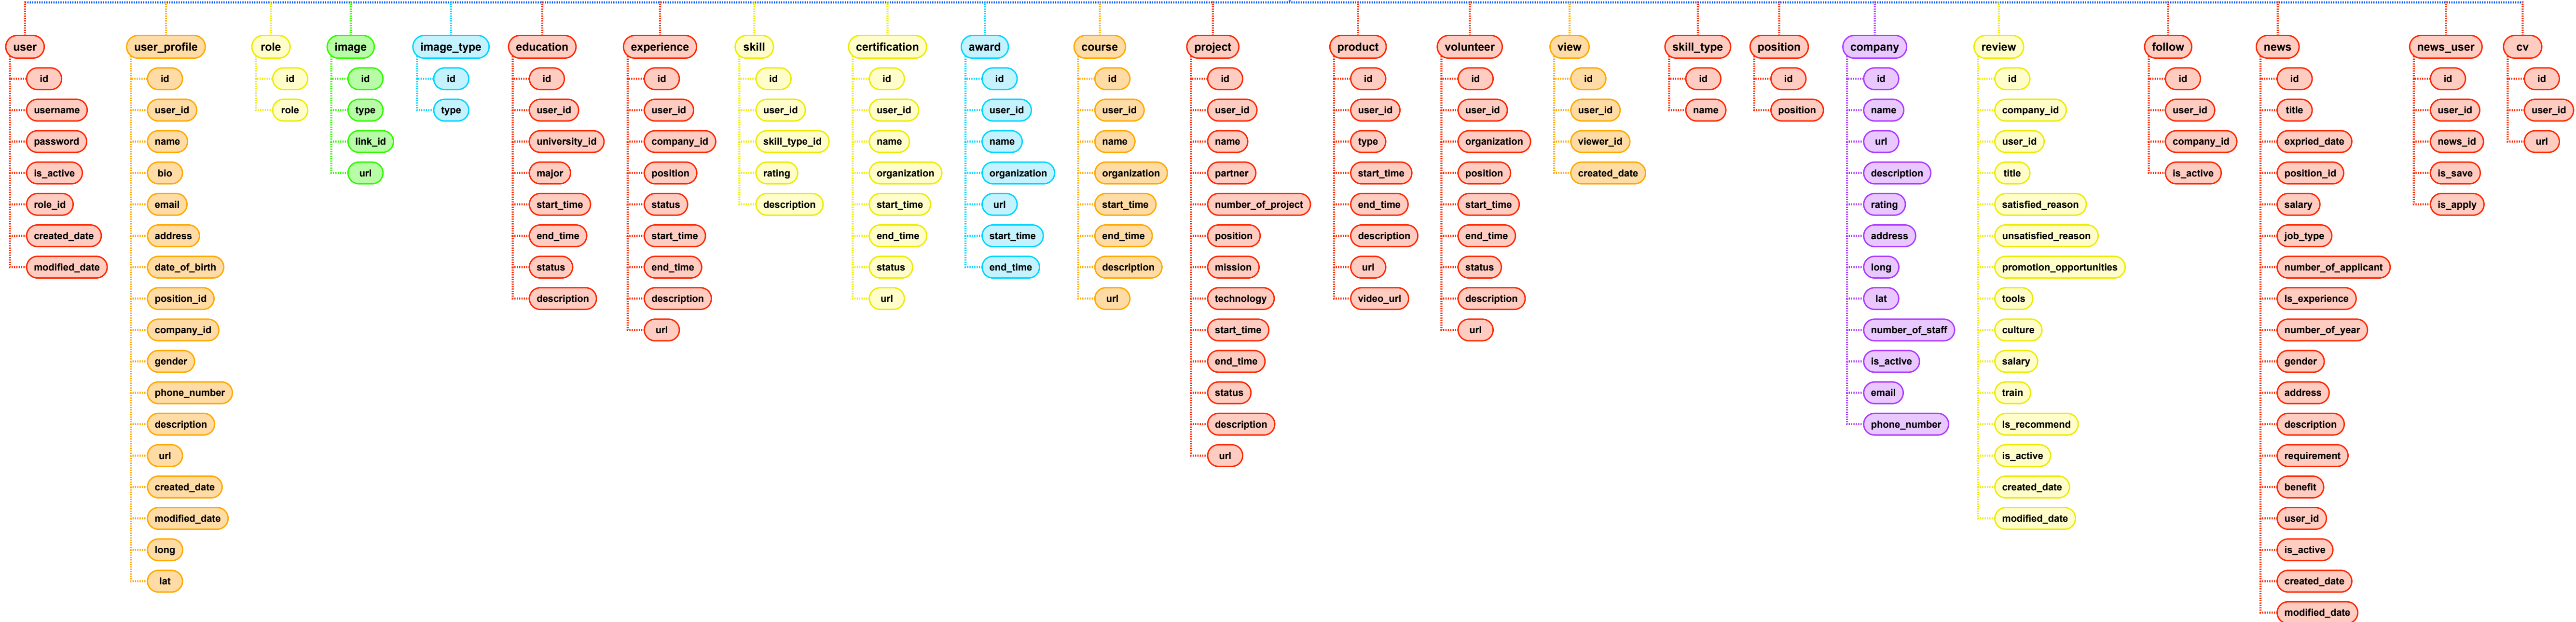 user
id
username
password
is_active
role_id
created_date
modified_date
user_profile
id
user_id
name
bio
email
address
date_of_birth
position_id
company_id
gender
phone_number
description
url
created_date
modified_date
long
lat
role
id
role
image
id
type
link_id
url
image_type
id
type
education
id
user_id
university_id
major
start_time
end_time
status
description
experience
id
user_id
company_id
position
status
start_time
end_time
description
url
skill
id
user_id
skill_type_id
rating
description
certification
id
user_id
name
organization
start_time
end_time
status
url
award
id
user_id
name
organization
url
start_time
end_time
course
id
user_id
name
organization
start_time
end_time
description
url
project
id
user_id
name
partner
number_of_project
position
mission
technology
start_time
end_time
status
description
url
product
id
user_id
type
start_time
end_time
description
url
video_url
volunteer
id
user_id
organization
position
start_time
end_time
status
description
url
view
id
user_id
viewer_id
created_date
skill_type
id
name
position
id
position
company
id
name
url
description
rating
address
long
lat
number_of_staff
is_active
email
phone_number
review
id
company_id
user_id
title
satisfied_reason
unsatisfied_reason
promotion_opportunities
tools
culture
salary
train
Is_recommend
is_active
created_date
modified_date
follow
id
user_id
company_id
is_active
news
id
title
expried_date
position_id
salary
job_type
number_of_applicant
Is_experience
number_of_year
gender
address
description
requirement
benefit
user_id
is_active
created_date
modified_date
news_user
id
user_id
news_id
is_save
is_apply
cv
id
user_id
url